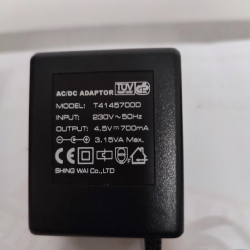 AC/DC ADAPTOR TÜV
MODEL: T4145700D
INPUT: 230V~50Hz
OUTPUT: 4.5V⎓700mA
3.15VA Max.
SHING WAI Co.,LTD